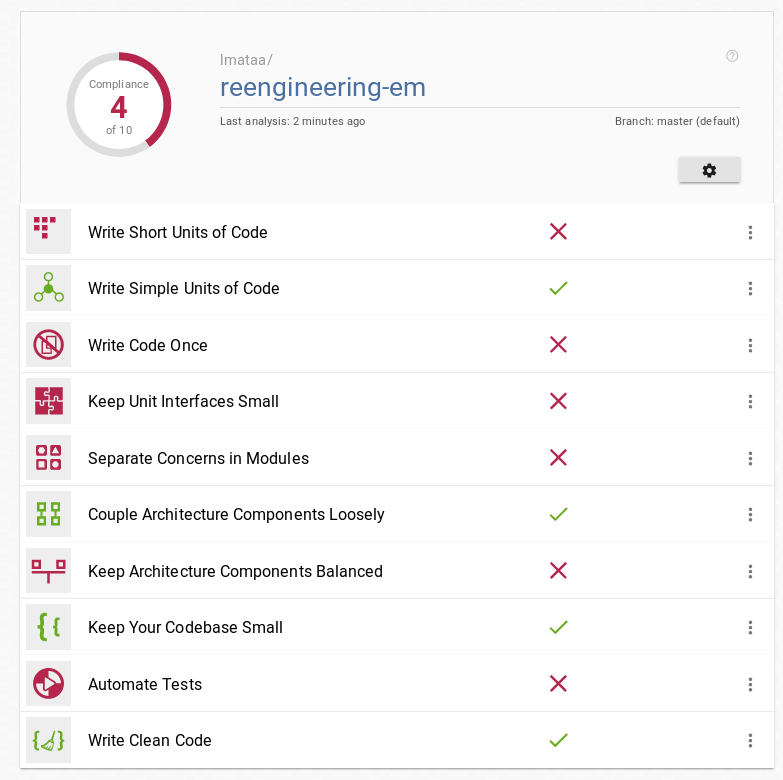 Compliance
4
of 10
lmataa/
reengineering-em
Last analysis: 2 minutes ago
Branch: master (default)
Write Short Units of Code
Write Simple Units of Code
Write Code Once
Keep Unit Interfaces Small
Separate Concerns in Modules
Couple Architecture Components Loosely
Keep Architecture Components Balanced
Keep Your Codebase Small
Automate Tests
Write Clean Code